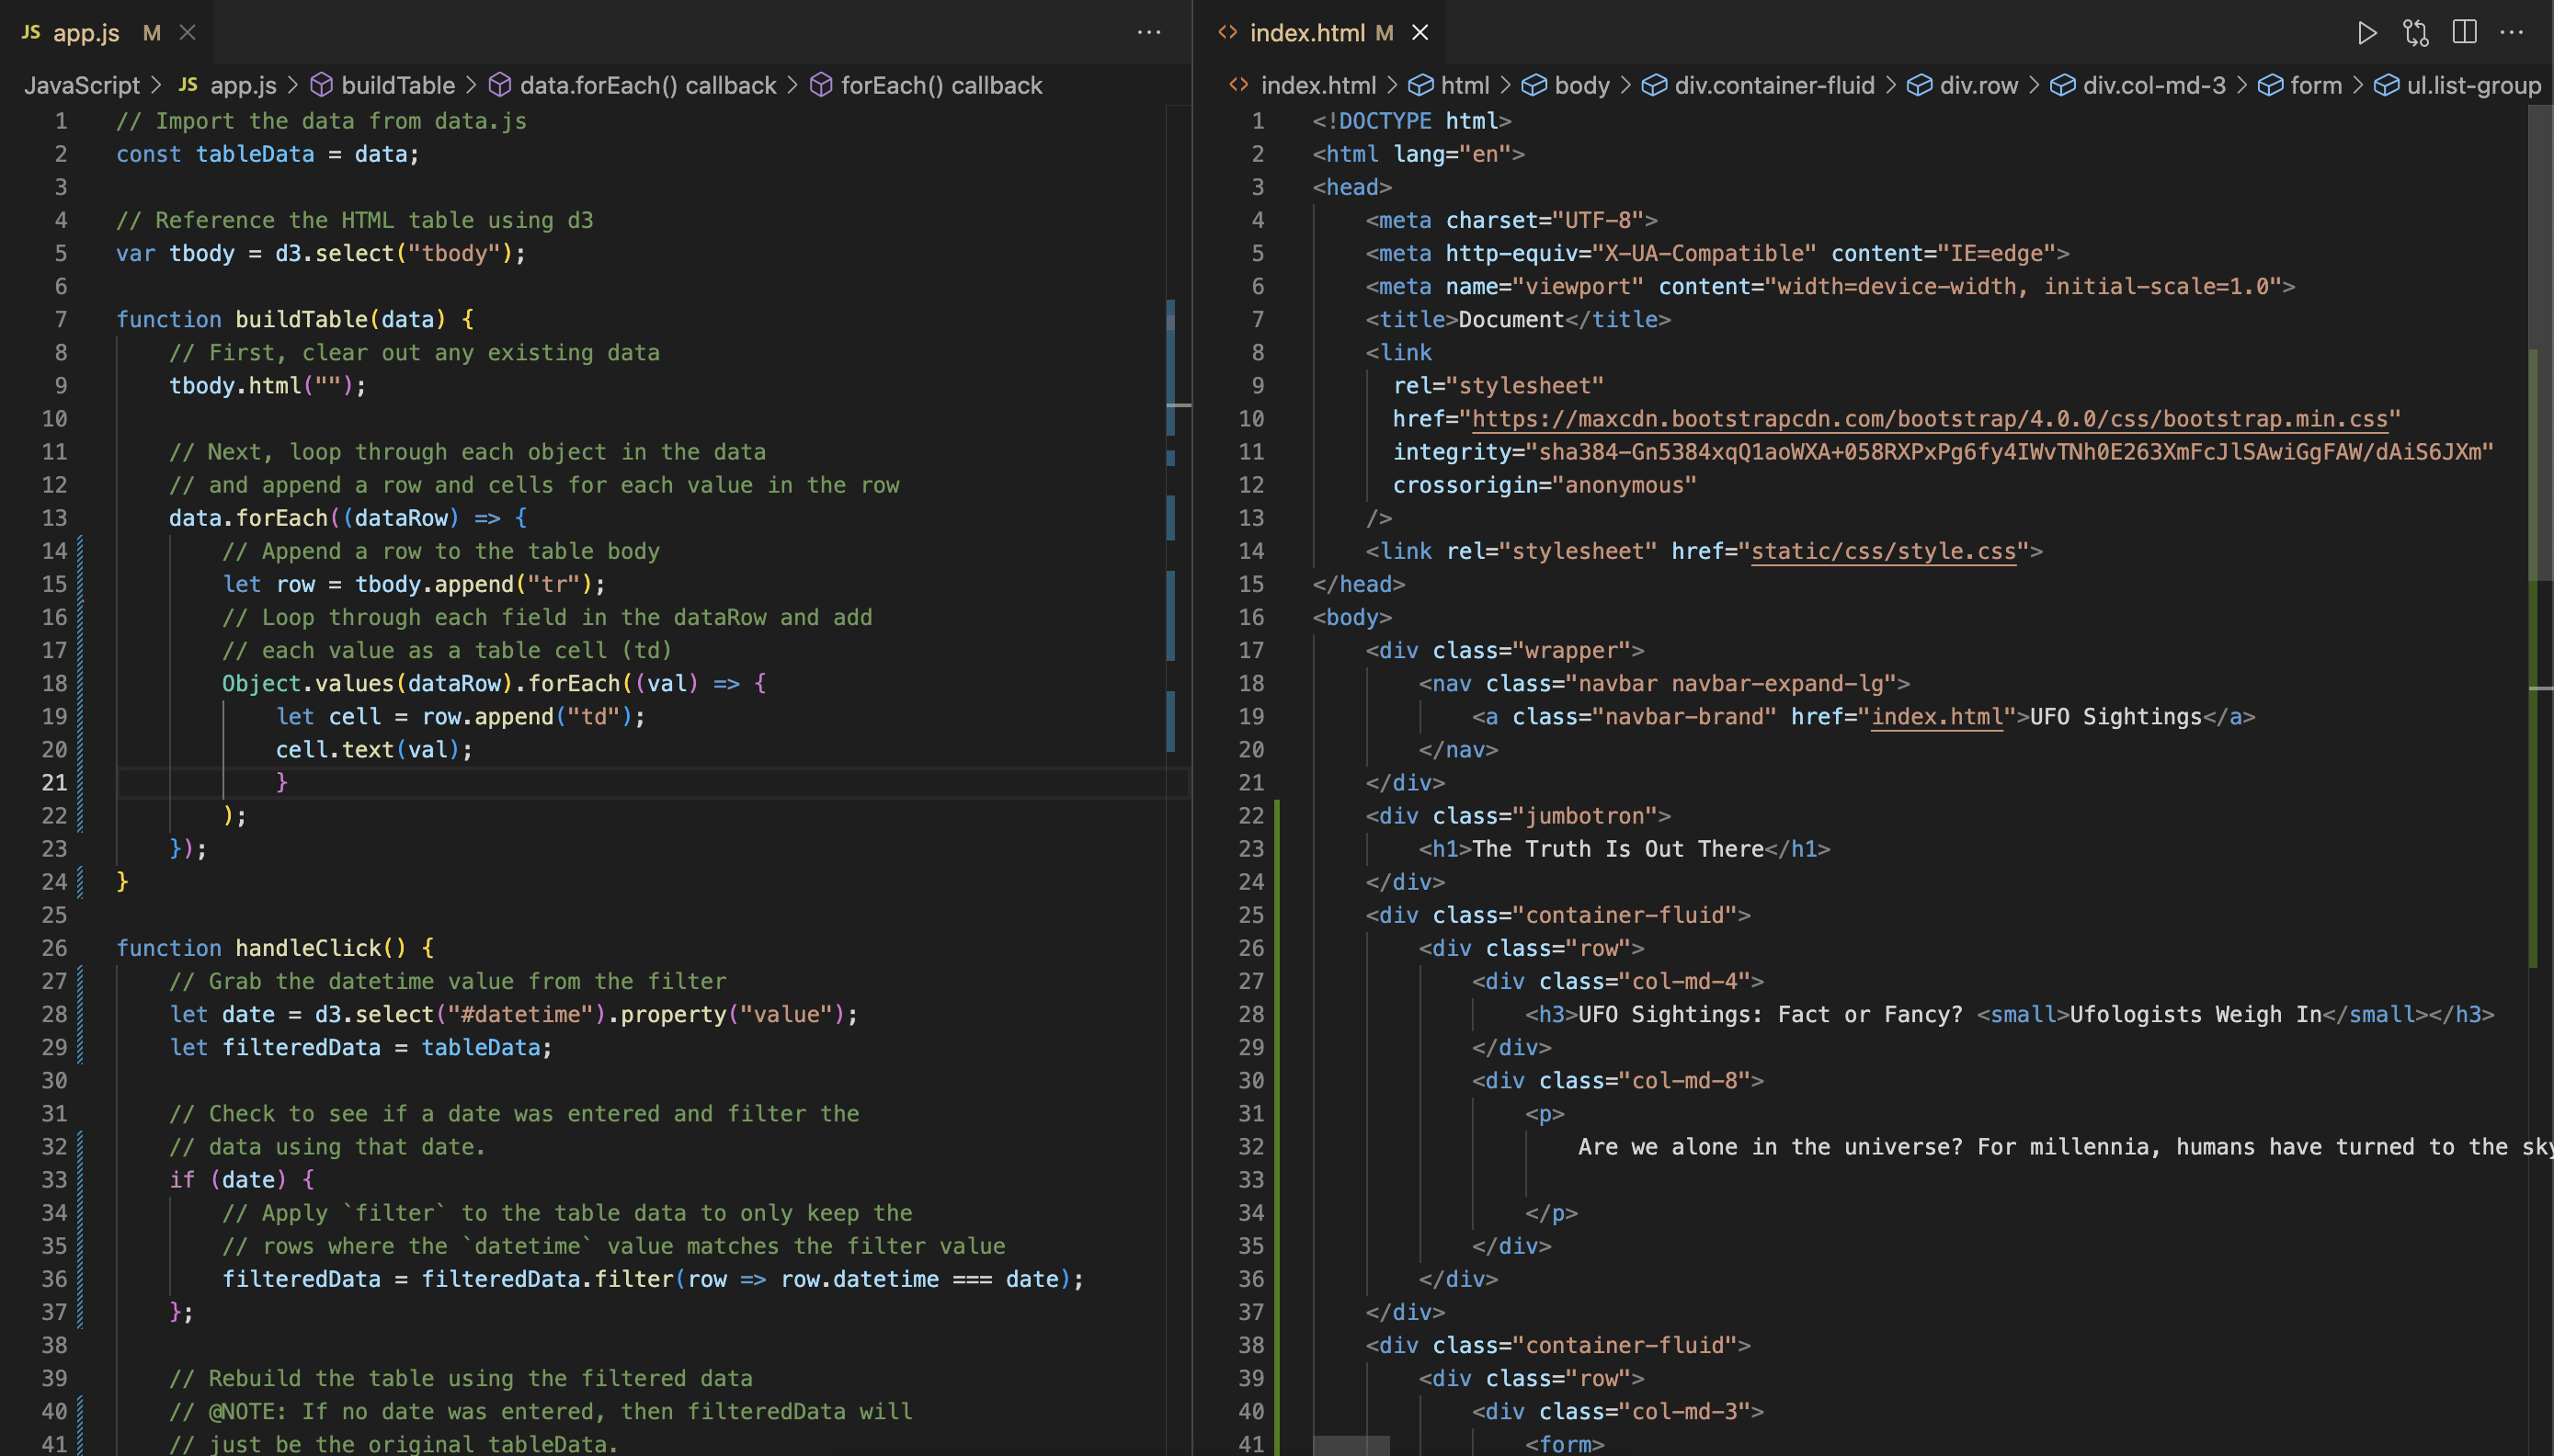 JS app.js M
JavaScript > JS app.js > buildTable > data.forEach() callback > forEach() callback
1 // Import the data from data.js
2 const tableData = data;
3
4 // Reference the HTML table using d3
5 var tbody = d3.select("tbody");
6
7 function buildTable(data) {
8     // First, clear out any existing data
9     tbody.html("");
10
11     // Next, loop through each object in the data
12     // and append a row and cells for each value in the row
13     data.forEach((dataRow) => {
14         // Append a row to the table body
15         let row = tbody.append("tr");
16         // Loop through each field in the dataRow and add
17         // each value as a table cell (td)
18         Object.values(dataRow).forEach((val) => {
19             let cell = row.append("td");
20             cell.text(val);
21             }
22         );
23     });
24 }
25
26 function handleClick() {
27     // Grab the datetime value from the filter
28     let date = d3.select("#datetime").property("value");
29     let filteredData = tableData;
30
31     // Check to see if a date was entered and filter the
32     // data using that date.
33     if (date) {
34         // Apply `filter` to the table data to only keep the
35         // rows where the `datetime` value matches the filter value
36         filteredData = filteredData.filter(row => row.datetime === date);
37     };
38
39     // Rebuild the table using the filtered data
40     // @NOTE: If no date was entered, then filteredData will
41     // just be the original tableData.
<> index.html M
<> index.html > html > body > div.container-fluid > div.row > div.col-md-3 > form > ul.list-group
1 <!DOCTYPE html>
2 <html lang="en">
3 <head>
4     <meta charset="UTF-8">
5     <meta http-equiv="X-UA-Compatible" content="IE=edge">
6     <meta name="viewport" content="width=device-width, initial-scale=1.0">
7     <title>Document</title>
8     <link
9       rel="stylesheet"
10       href="https://maxcdn.bootstrapcdn.com/bootstrap/4.0.0/css/bootstrap.min.css"
11       integrity="sha384-Gn5384xqQ1aoWXA+058RXPxPg6fy4IWvTNh0E263XmFcJlSAwiGgFAW/dAiS6JXm"
12       crossorigin="anonymous"
13     />
14     <link rel="stylesheet" href="static/css/style.css">
15 </head>
16 <body>
17     <div class="wrapper">
18         <nav class="navbar navbar-expand-lg">
19             <a class="navbar-brand" href="index.html">UFO Sightings</a>
20         </nav>
21     </div>
22     <div class="jumbotron">
23         <h1>The Truth Is Out There</h1>
24     </div>
25     <div class="container-fluid">
26         <div class="row">
27             <div class="col-md-4">
28                 <h3>UFO Sightings: Fact or Fancy? <small>Ufologists Weigh In</small></h3>
29             </div>
30             <div class="col-md-8">
31                 <p>
32                     Are we alone in the universe? For millennia, humans have turned to the sky
33
34                 </p>
35             </div>
36         </div>
37     </div>
38     <div class="container-fluid">
39         <div class="row">
40             <div class="col-md-3">
41                 <form>